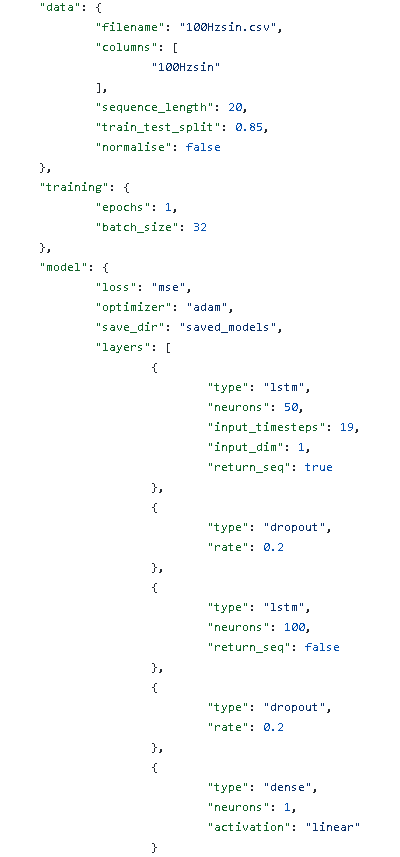 "data": {
"filename": "100Hzsin.csv",
"columns": [
"100Hzsin"
],
"sequence_length": 20,
"train_test_split": 0.85,
"normalise": false
},
"training": {
"epochs": 1,
"batch_size": 32
},
"model": {
"loss": "mse",
"optimizer": "adam",
"save_dir": "saved_models",
"layers": [
{
"type": "lstm",
"neurons": 50,
"input_timesteps": 19,
"input_dim": 1,
"return_seq": true
},
{
"type": "dropout",
"rate": 0.2
},
{
"type": "lstm",
"neurons": 100,
"return_seq": false
},
{
"type": "dropout",
"rate": 0.2
},
{
"type": "dense",
"neurons": 1,
"activation": "linear"
}